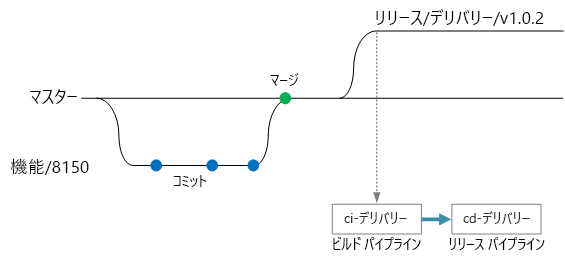 リリース/デリバリー/v1.0.2
マージ
マスター
機能/8150
コミット
ci-デリバリー
cd-デリバリー
ビルド パイプライン
リリース パイプライン